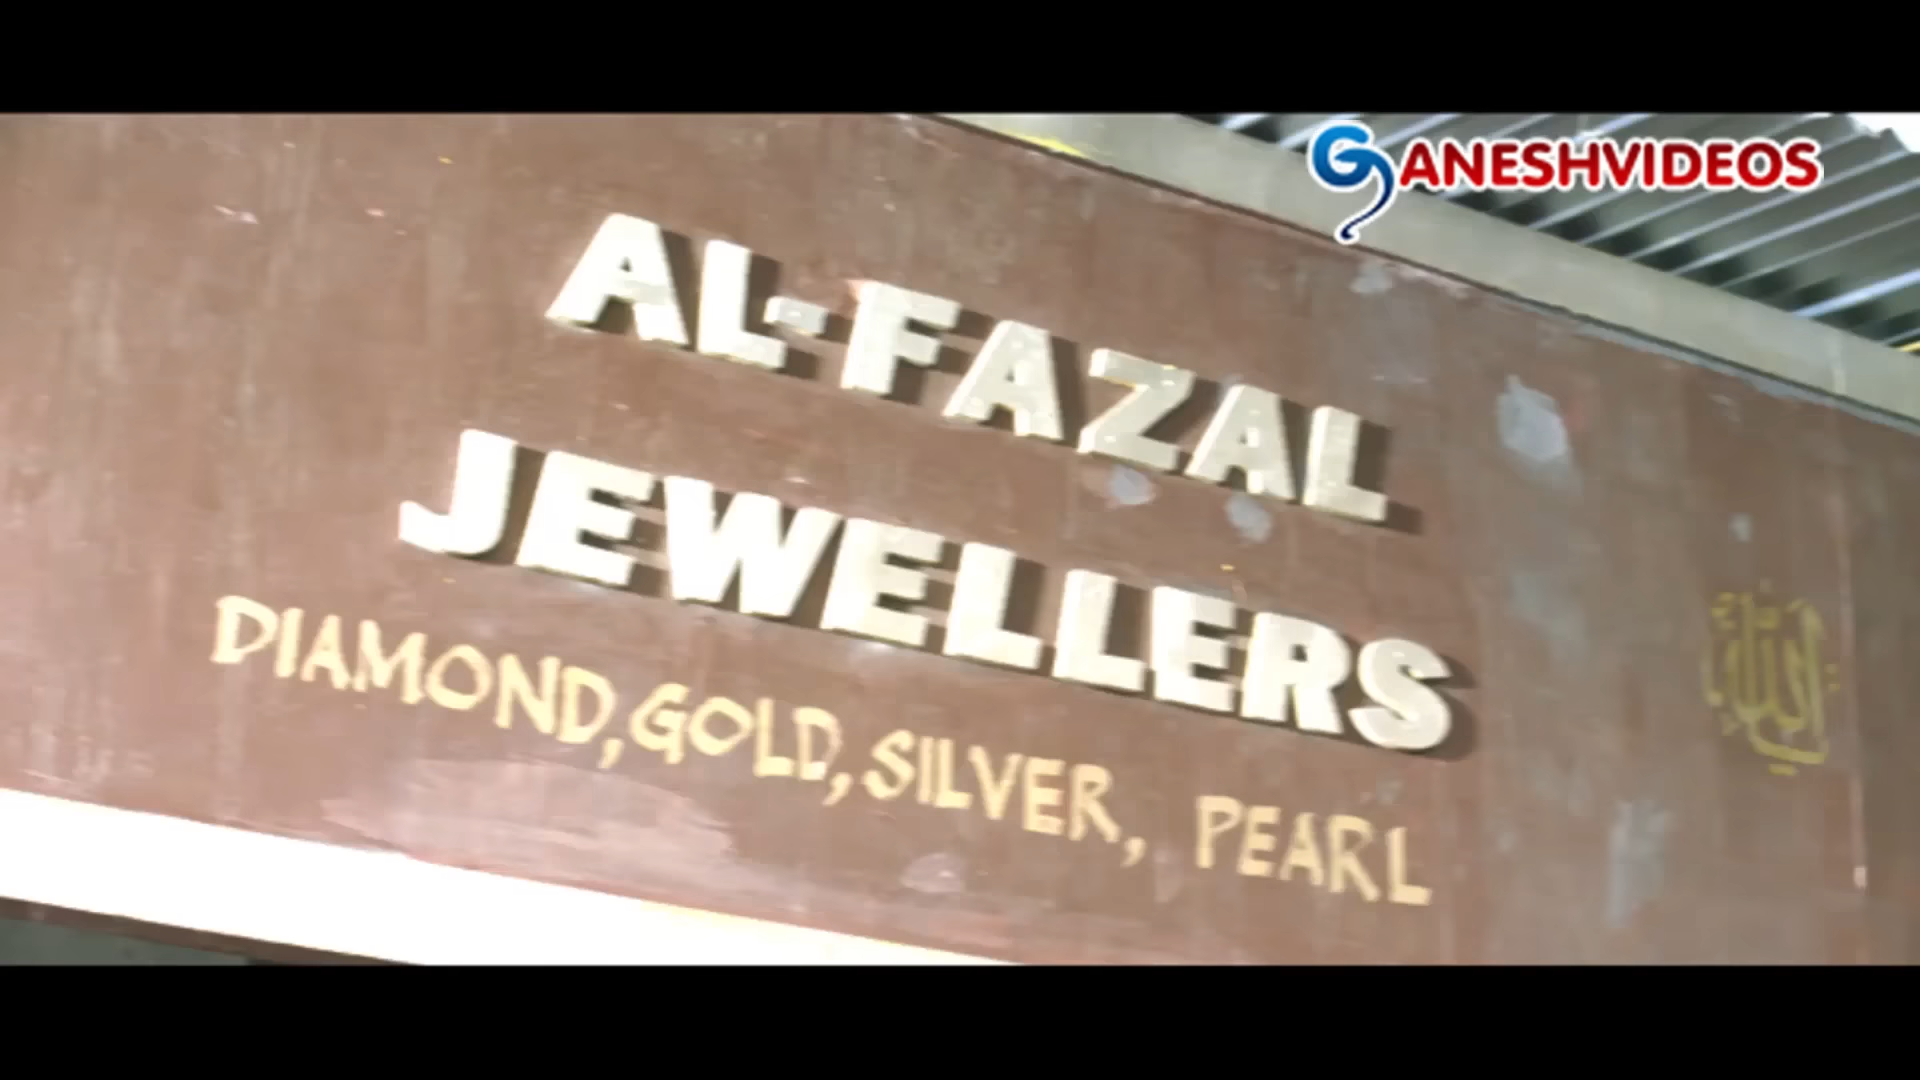 GANESHVIDEOS
AL-FAZAL
JEWELLERS
DIAMOND, GOLD, SILVER, PEARL